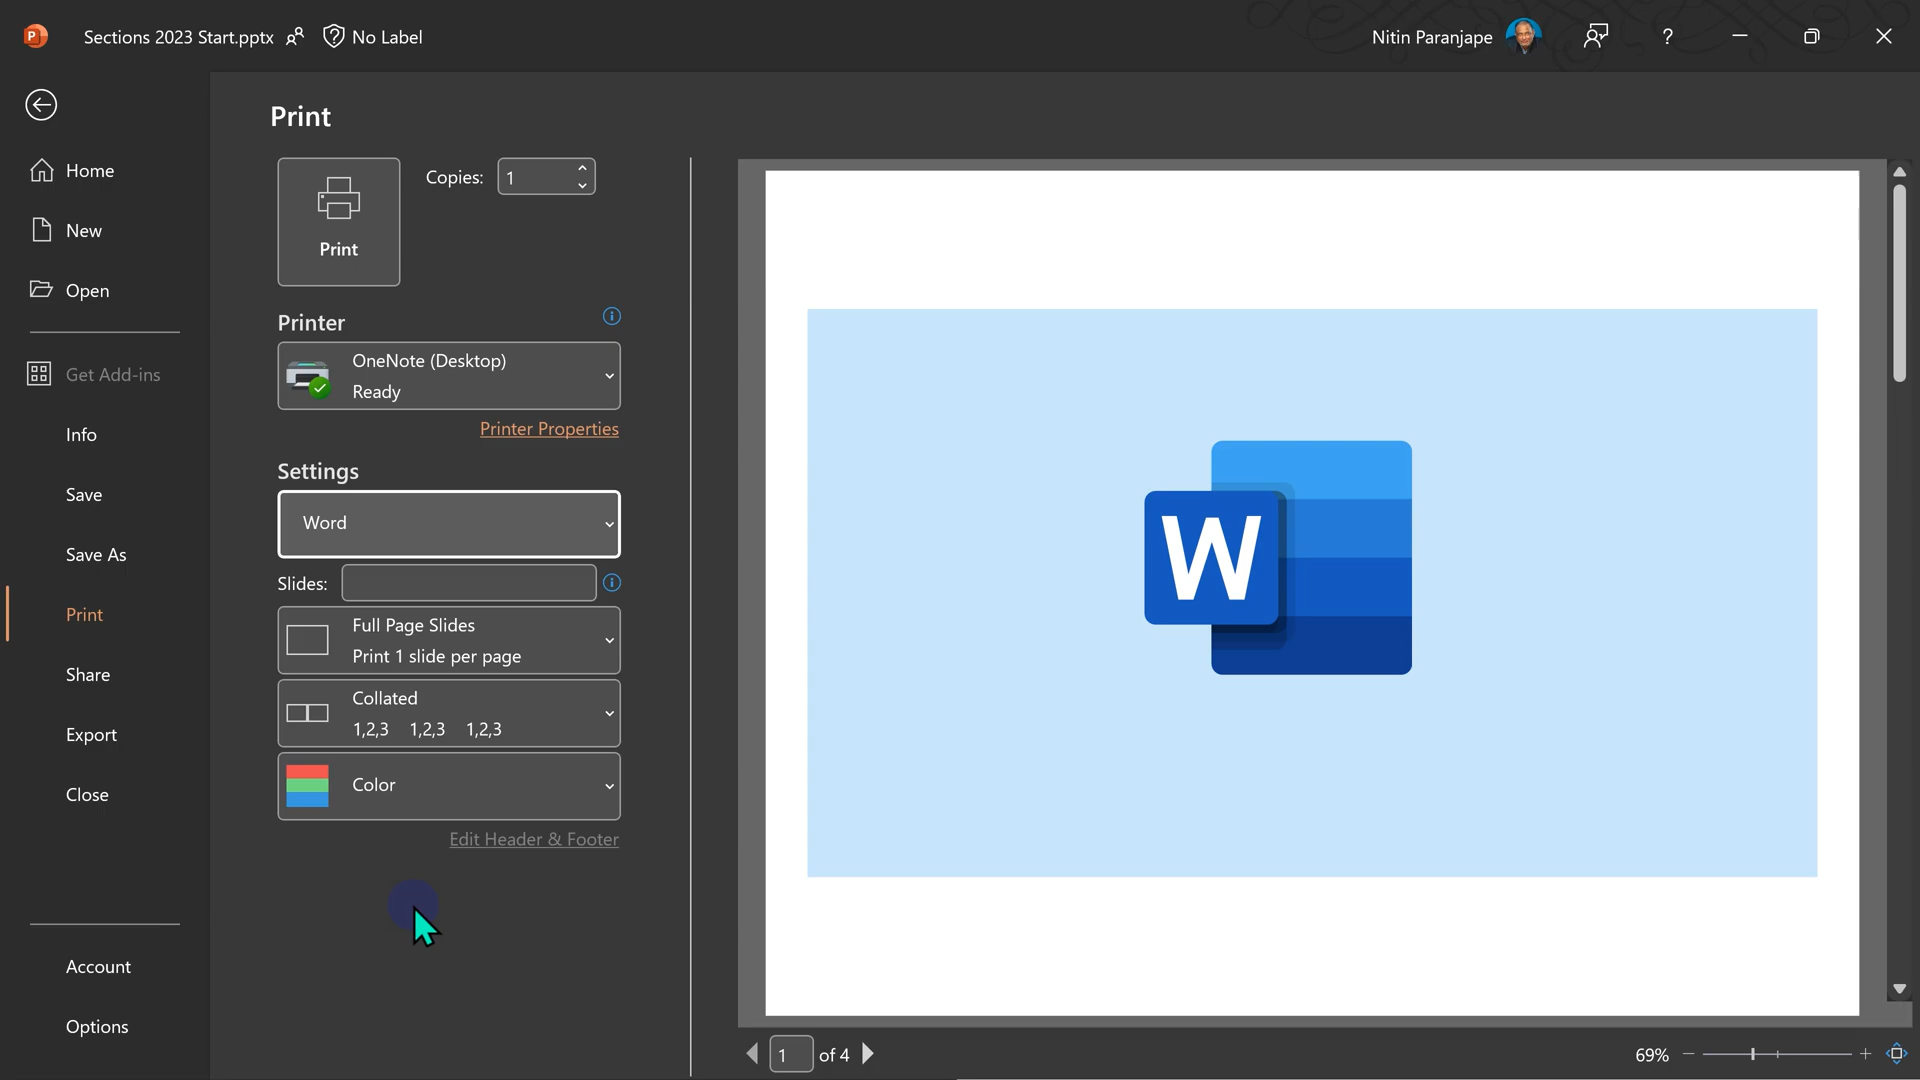 Sections 2023 Start.pptx
No Label
Nitin Paranjape
?
Home
New
Open
Get Add-ins
Info
Save
Save As
Print
Share
Export
Close
Account
Options
Print
Print
Copies: 1
Printer
OneNote (Desktop)
Ready
Printer Properties
Settings
Word
Slides:
Full Page Slides
Print 1 slide per page
Collated
1,2,3 1,2,3 1,2,3
Color
Edit Header & Footer
W
1 of 4
69%